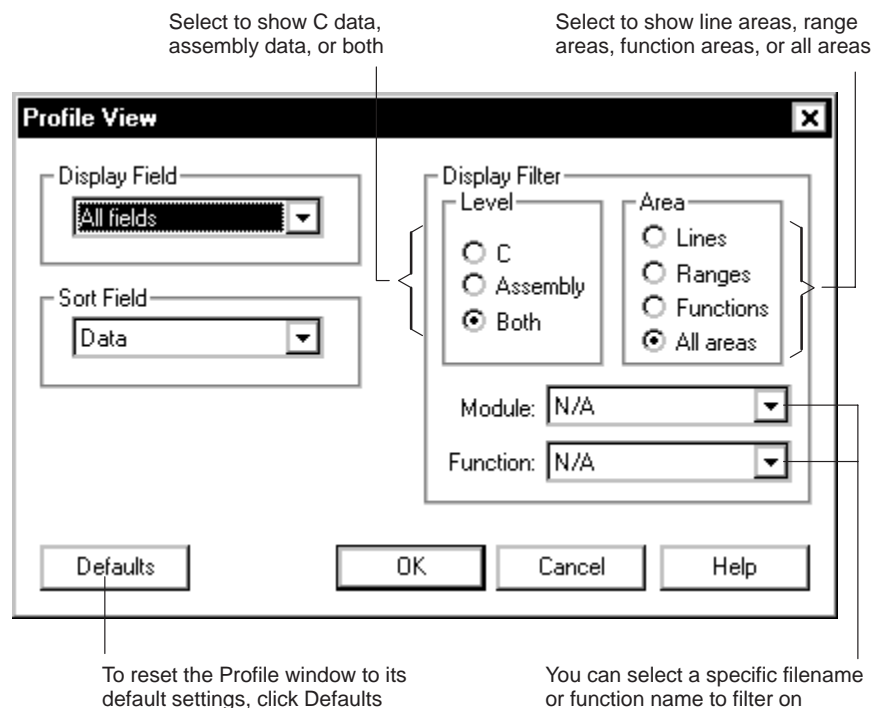 Select to show C data,
assembly data, or both
Select to show line areas, range
areas, function areas, or all areas
Profile View
Display Field
All fields
Sort Field
Data
Display Filter
Level
C
Assembly
Both
Area
Lines
Ranges
Functions
All areas
Module: N/A
Function: N/A
Defaults
OK
Cancel
Help
To reset the Profile window to its
default settings, click Defaults
You can select a specific filename
or function name to filter on